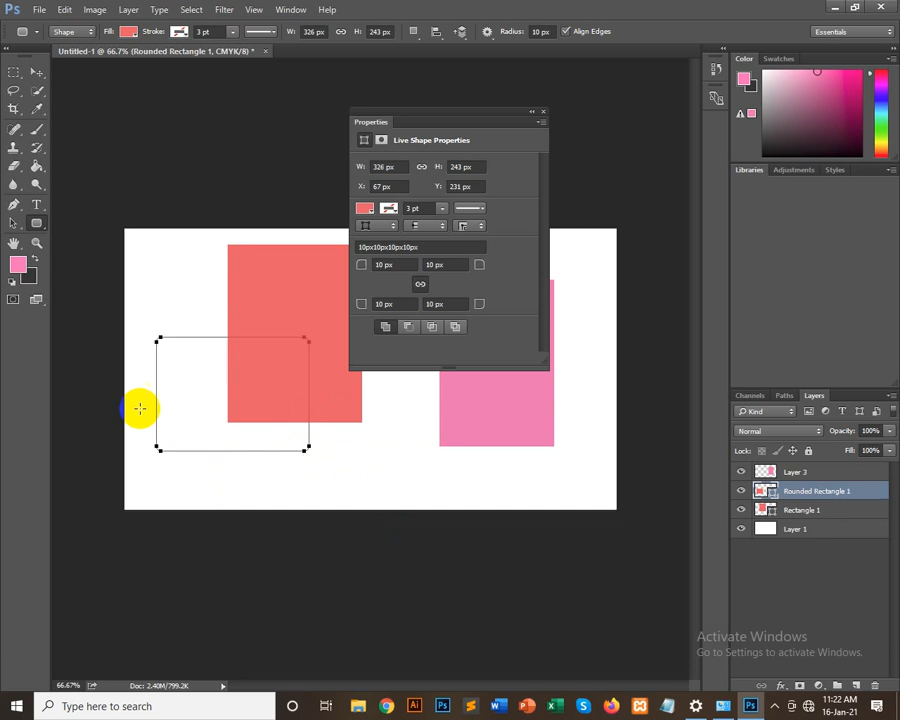 Ps File Edit Image Layer Type Select Filter View Window Help
Shape Fill: Stroke: 3 pt W: 326 px H: 243 px Radius: 10 px Align Edges Essentials
Untitled-1 @ 66.7% (Rounded Rectangle 1, CMYK/8) * ×
Color Swatches
Properties
Live Shape Properties
W: 326 px H: 243 px
X: 67 px Y: 231 px
3 pt
10px10px10px10px
10 px 10 px
10 px 10 px
Libraries Adjustments Styles
Channels Paths Layers
Kind
Normal Opacity: 100%
Lock: Fill: 100%
Layer 3
Rounded Rectangle 1
Rectangle 1
Layer 1
Activate Windows
Go to Settings to activate Windows.
66.67% Doc: 2.40M/799.2K
Type here to search
11:22 AM
16-Jan-21